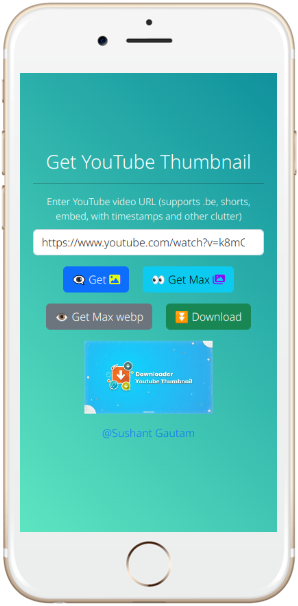 Get YouTube Thumbnail
Enter YouTube video URL (supports .be, shorts,
embed, with timestamps and other clutter)
https://www.youtube.com/watch?v=k8mC
Get
Get Max
Get Max webp
Download
Downloader
Youtube Thumbnail
@Sushant Gautam